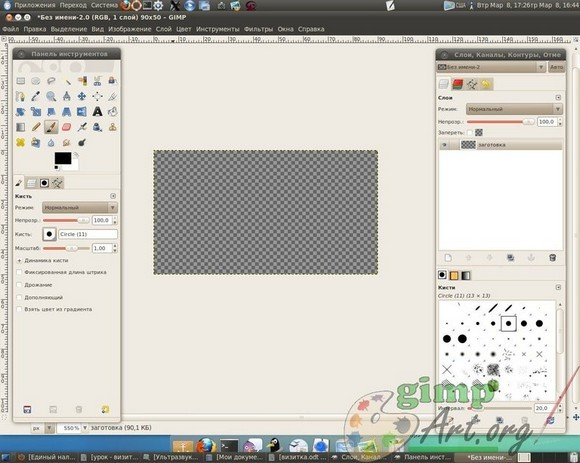 Приложения Переход Система
США Втр Мар 8, 17:26тр Мар 8, 16:44
*Без имени-2.0 (RGB, 1 слой) 90x50 – GIMP
Файл Правка Выделение Вид Изображение Слой Цвет Инструменты Фильтры Окна Справка
Панель инструментов
Кисть
Режим: Нормальный
Непрозр.: 100,0
Кисть: Circle (11)
Масштаб: 1,00
Динамика кисти
Фиксированная длина штриха
Дрожание
Дополнительный
Взять цвет из градиента
px 550% заготовка (90,1 КБ)
Слои, Каналы, Контуры, Отме
Без имени-2 Авто
Слои
Режим: Нормальный
Непрозр.: 100,0
Запереть:
заготовка
Кисти
Circle (11) (13 × 13)
Интервал: 20,0
gimp
Art.org
[Единый нал... [урок - визит... [Ультразвук... [Мои докуме... [визитка.odt ... Слои, Канал... Панель инст... *Без имени-...